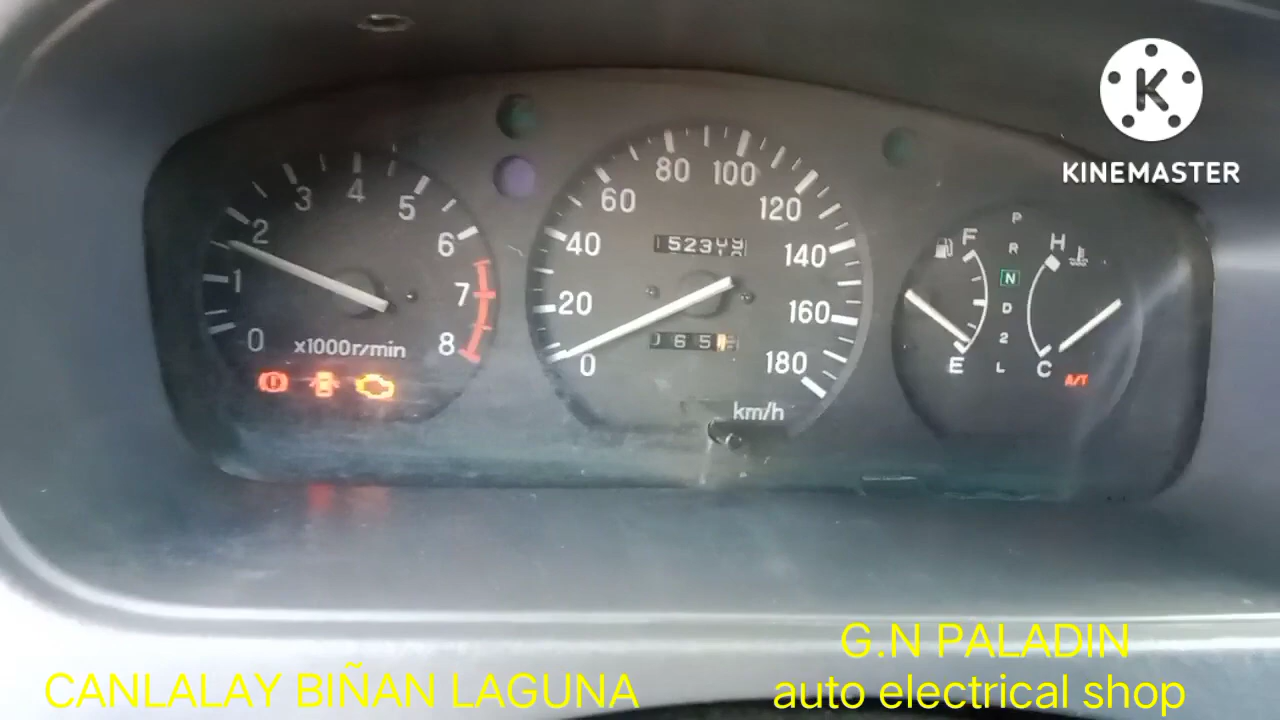 K
KINEMASTER
0 1 2 3 4 5 6 7 8
x1000r/min
0 20 40 60 80 100 120 140 160 180
km/h
F
E
P
R
N
D
2
L
H
C
A/T
G.N PALADIN
CANLALAY BIÑAN LAGUNA
auto electrical shop